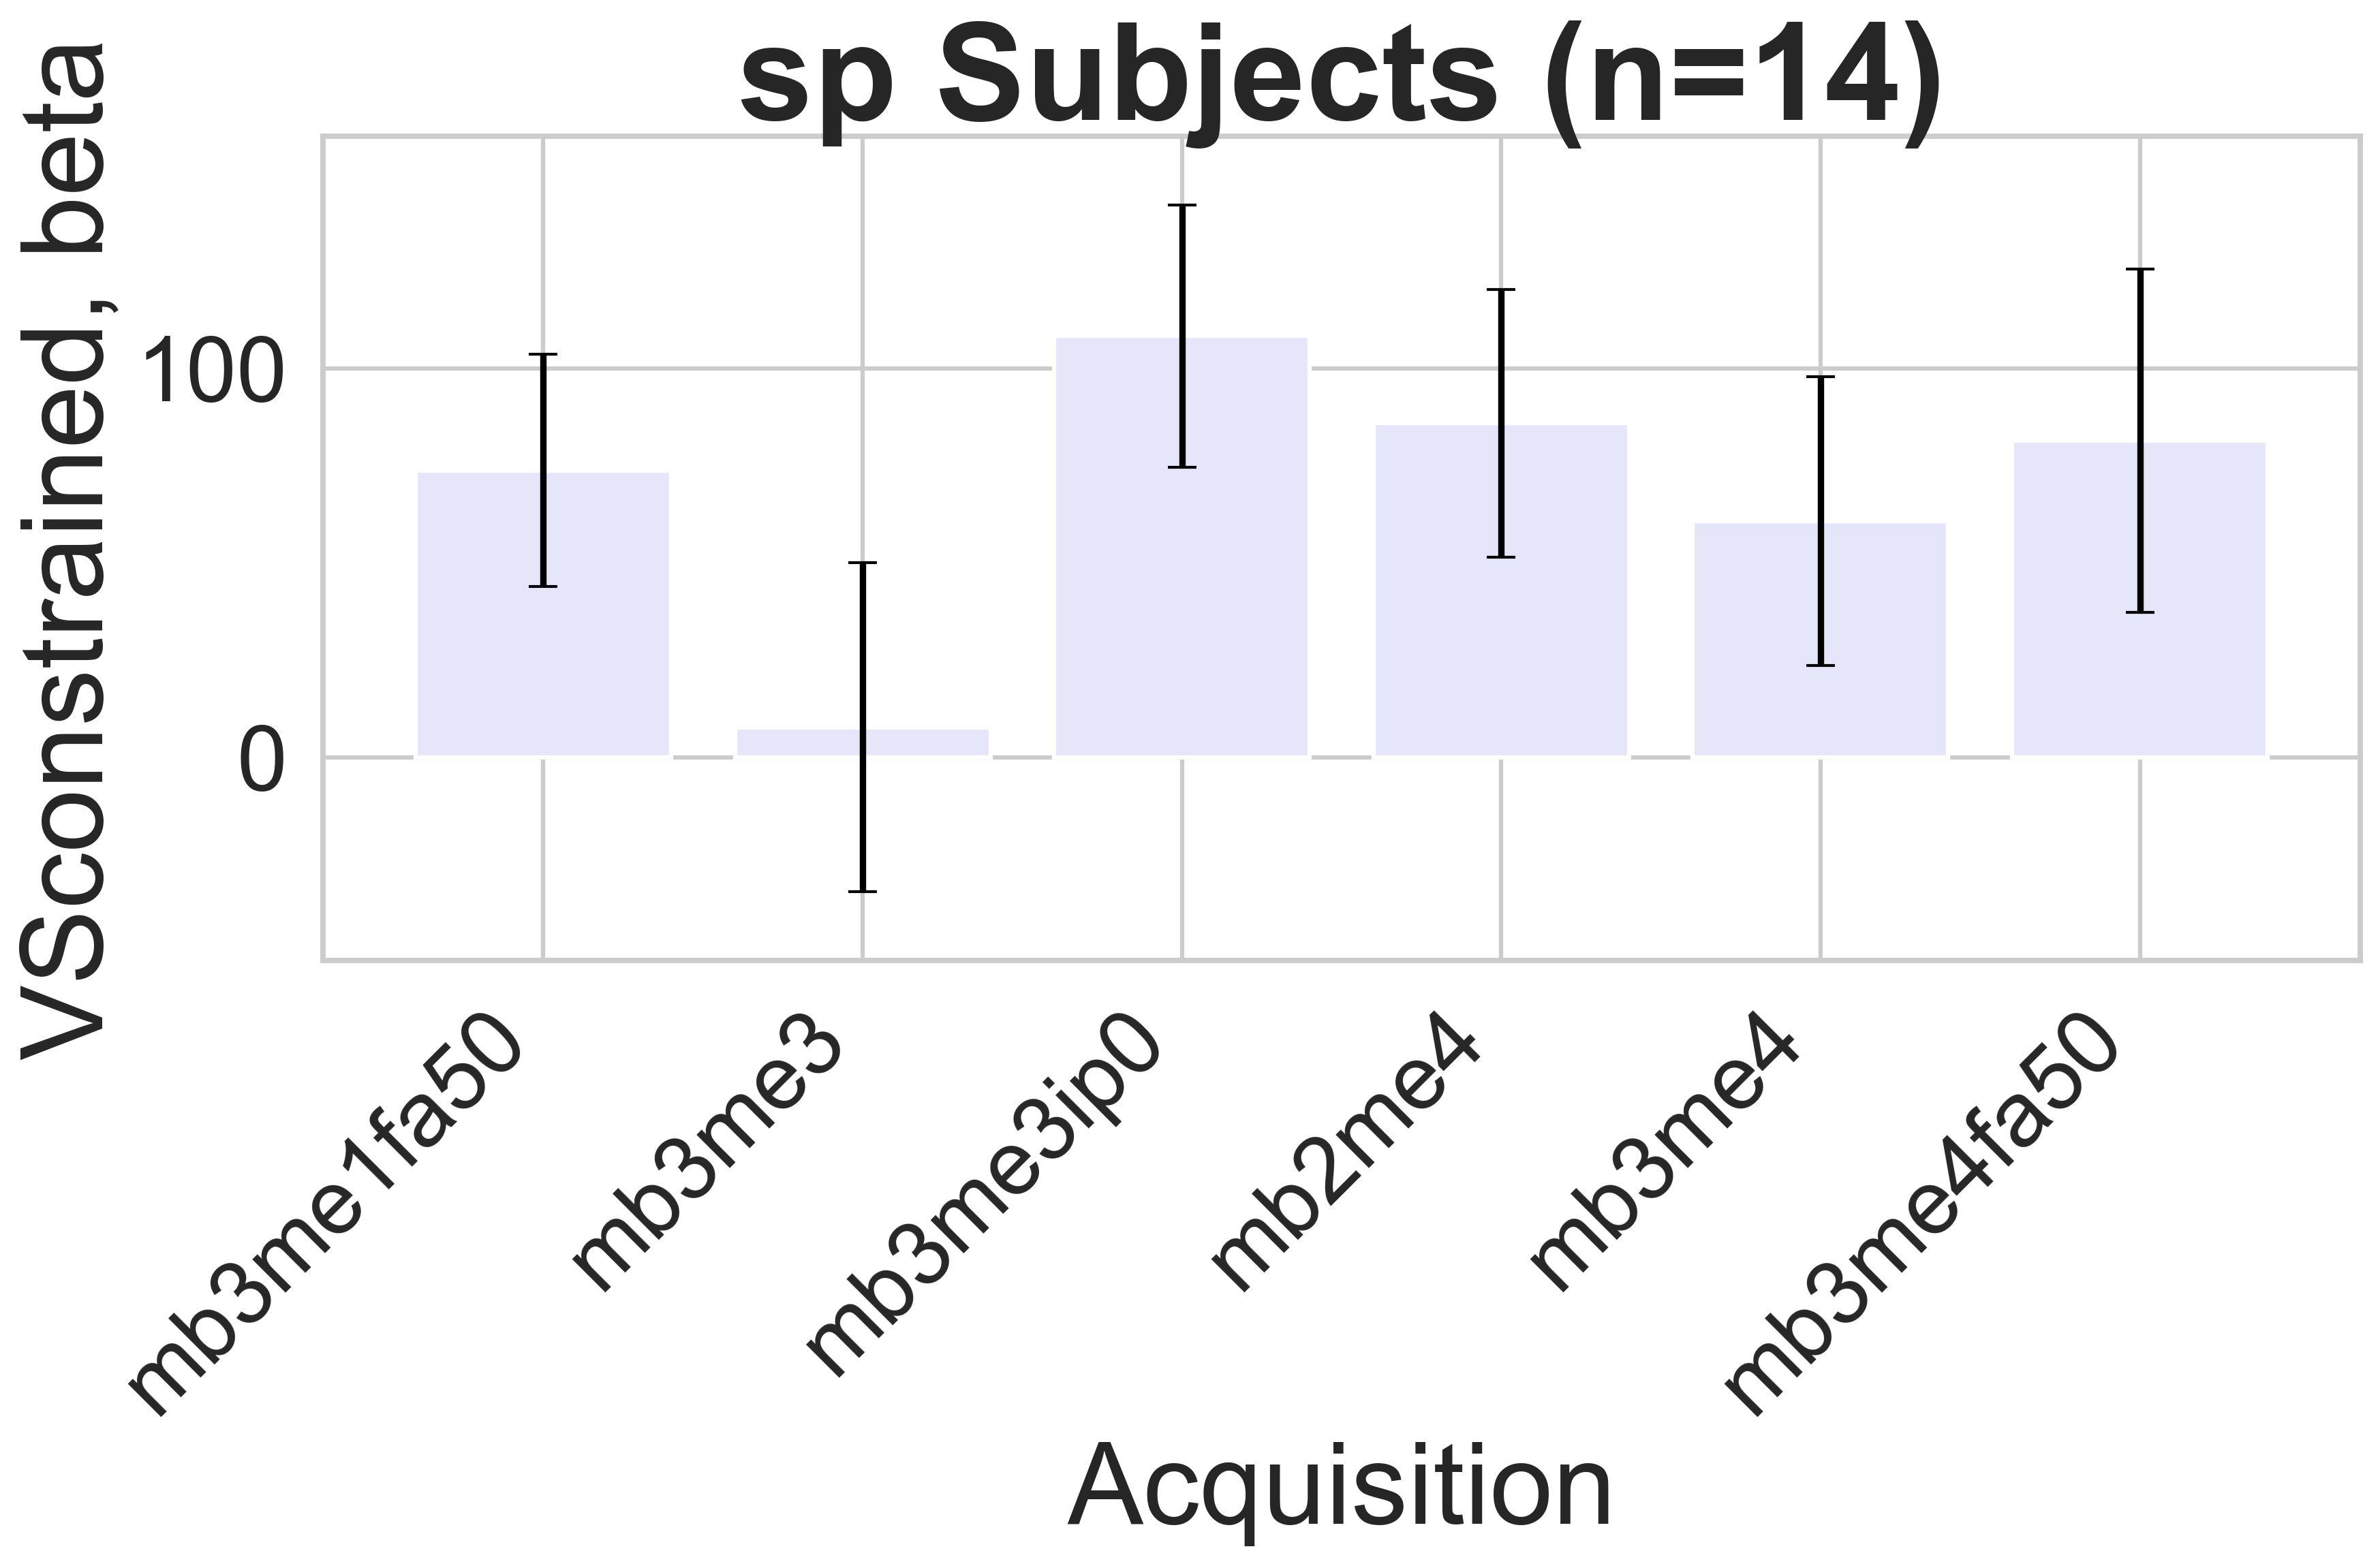 sp Subjects (n=14)
VSconstrained, beta
100
0
mb3me1fa50
mb3me3
mb3me3ip0
mb2me4
mb3me4
mb3me4fa50
Acquisition